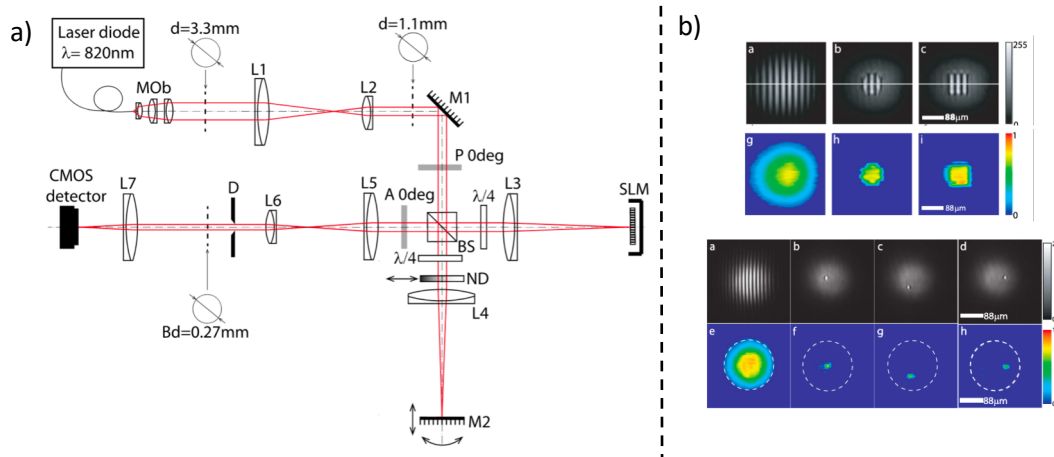 a)
Laser diode
λ= 820nm
d=3.3mm
d=1.1mm
MOb
L1
L2
M1
P 0deg
CMOS
detector
L7
D
L6
L5
A 0deg
λ/4
L3
SLM
BS
λ/4
ND
L4
Bd=0.27mm
M2
b)
a
b
c
255
88µm
0
g
h
i
1
0
a
b
c
d
88µm
e
f
g
h
88µm